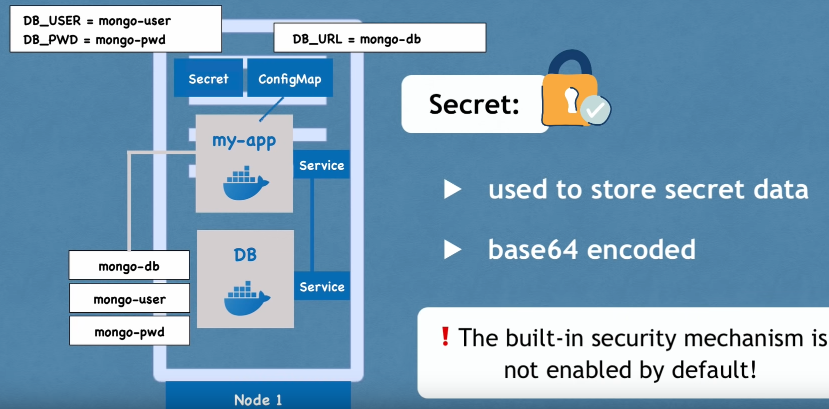 DB_USER = mongo-user
DB_PWD = mongo-pwd
DB_URL = mongo-db
Secret
ConfigMap
my-app
Service
DB
Service
mongo-db
mongo-user
mongo-pwd
Node 1
Secret:
▶ used to store secret data
▶ base64 encoded
! The built-in security mechanism is
not enabled by default!